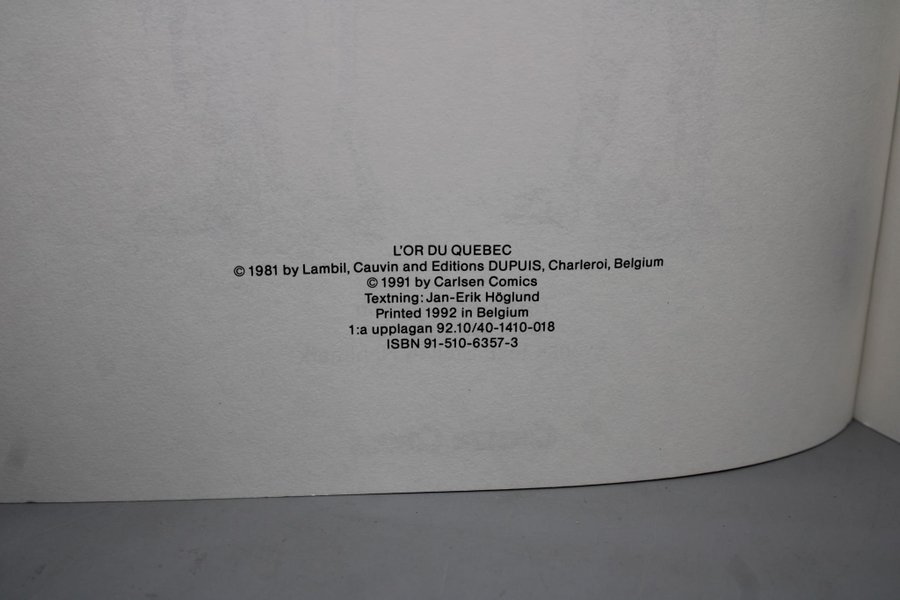 L'OR DU QUEBEC
© 1981 by Lambil, Cauvin and Editions DUPUIS, Charleroi, Belgium
© 1991 by Carlsen Comics
Textning: Jan-Erik Höglund
Printed 1992 in Belgium
1:a upplagan 92.10/40-1410-018
ISBN 91-510-6357-3